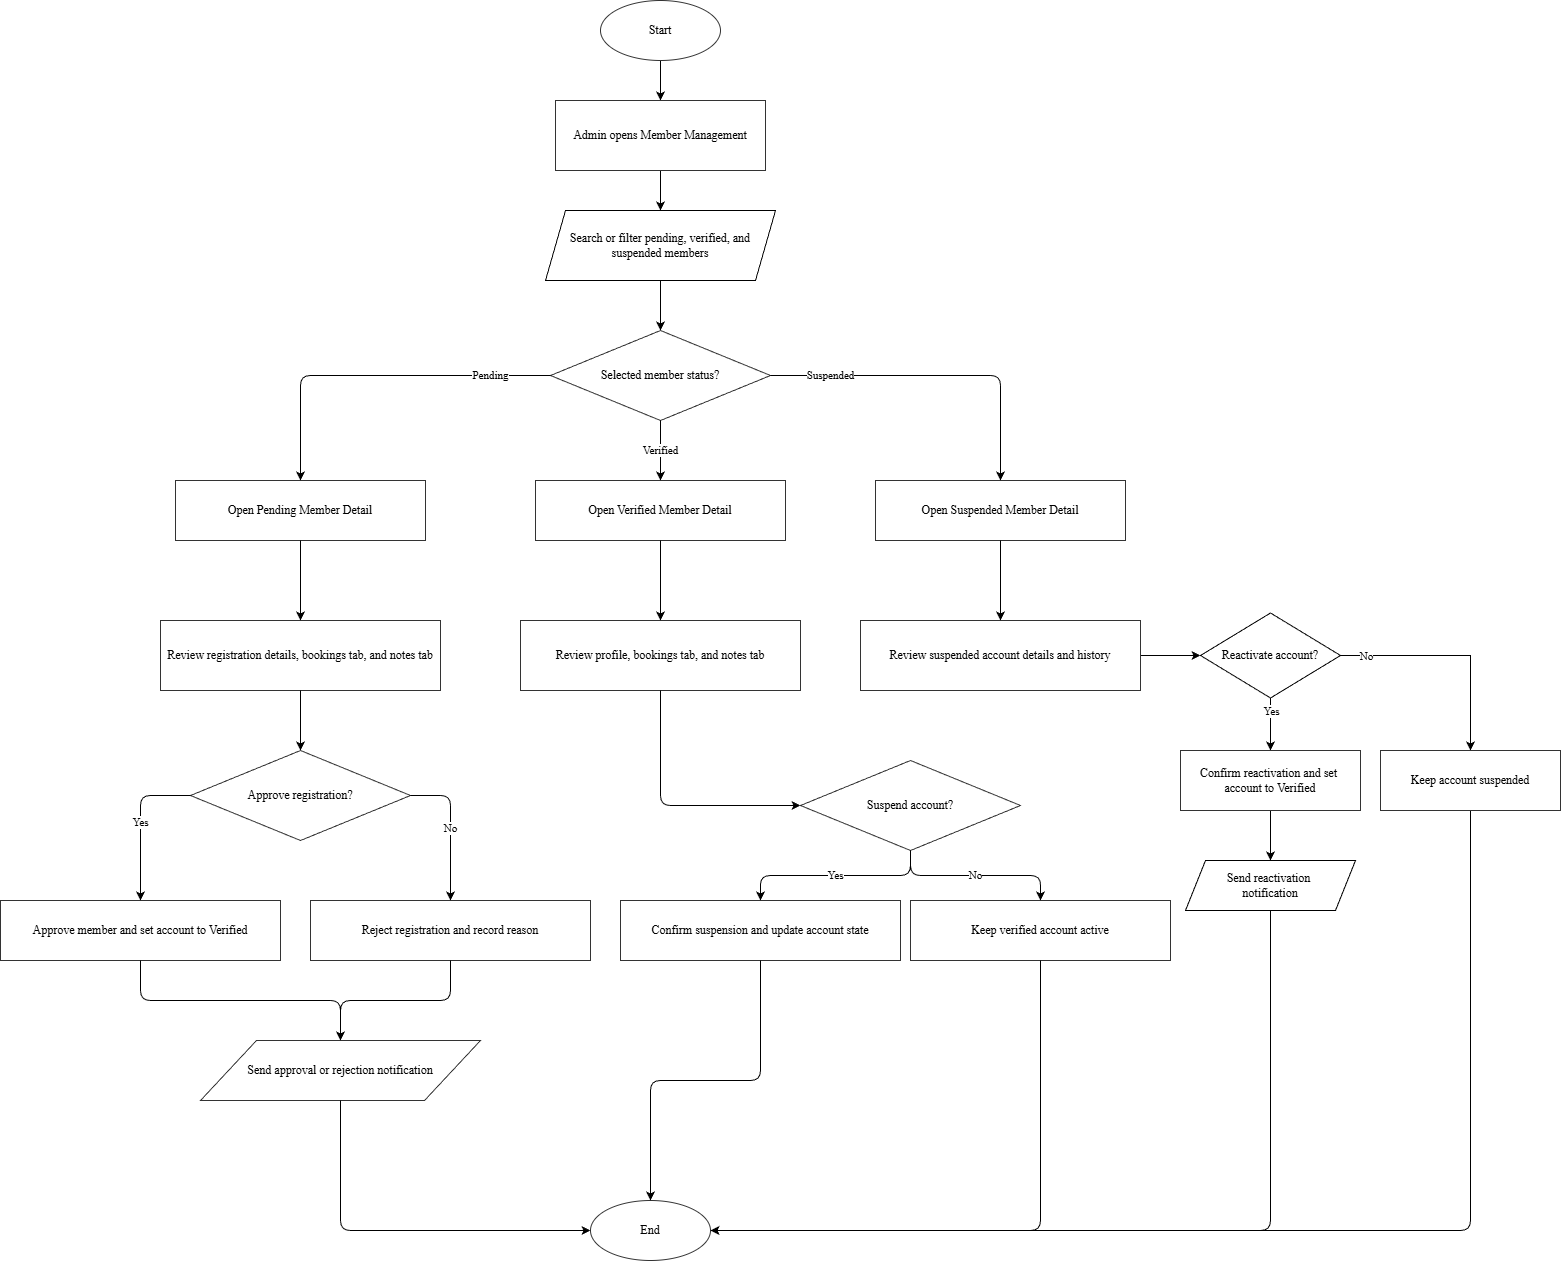 Start
Admin opens Member Management
Search or filter pending, verified, and
suspended members
Selected member status?
Pending
Suspended
Verified
Open Pending Member Detail
Open Verified Member Detail
Open Suspended Member Detail
Review registration details, bookings tab, and notes tab
Review profile, bookings tab, and notes tab
Review suspended account details and history
Reactivate account?
No
Yes
Confirm reactivation and set
account to Verified
Keep account suspended
Approve registration?
Suspend account?
Yes
No
Yes
No
Send reactivation
notification
Approve member and set account to Verified
Reject registration and record reason
Confirm suspension and update account state
Keep verified account active
Send approval or rejection notification
End